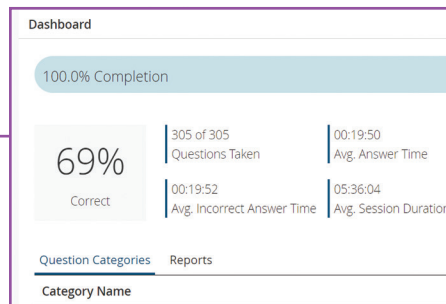 Dashboard
100.0% Completion
69%
Correct
305 of 305
Questions Taken
00:19:50
Avg. Answer Time
00:19:52
Avg. Incorrect Answer Time
05:36:04
Avg. Session Duration
Question Categories
Reports
Category Name